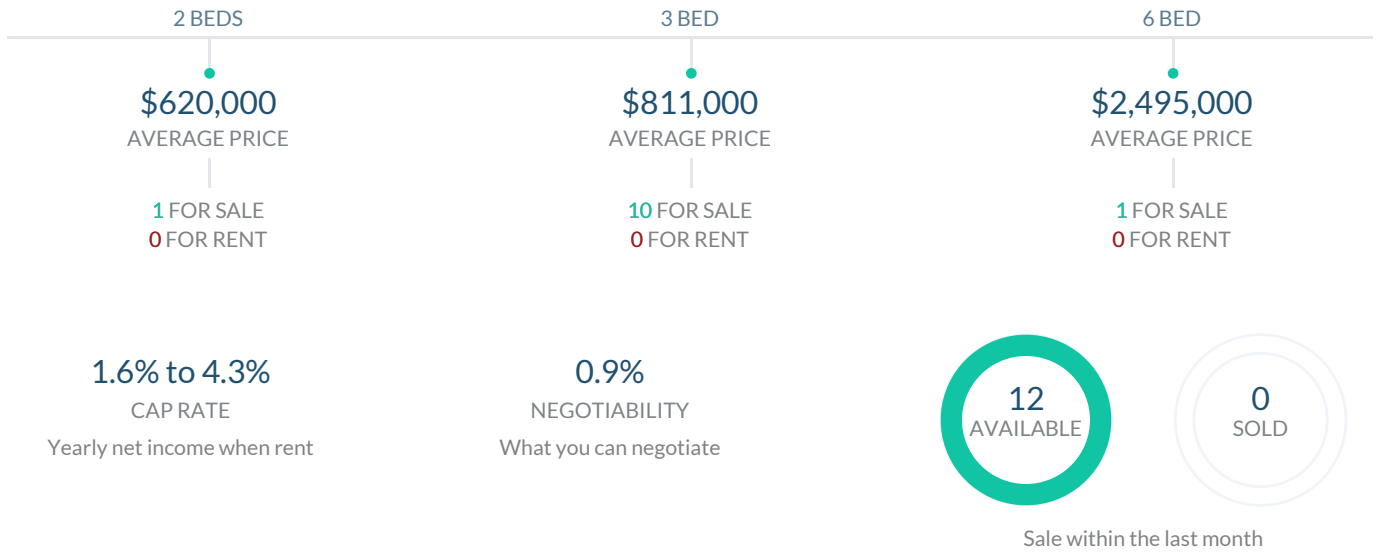 2 BEDS
$620,000
AVERAGE PRICE
1 FOR SALE
0 FOR RENT
3 BED
$811,000
AVERAGE PRICE
10 FOR SALE
0 FOR RENT
6 BED
$2,495,000
AVERAGE PRICE
1 FOR SALE
0 FOR RENT
1.6% to 4.3%
CAP RATE
Yearly net income when rent
0.9%
NEGOTIABILITY
What you can negotiate
12
AVAILABLE
0
SOLD
Sale within the last month